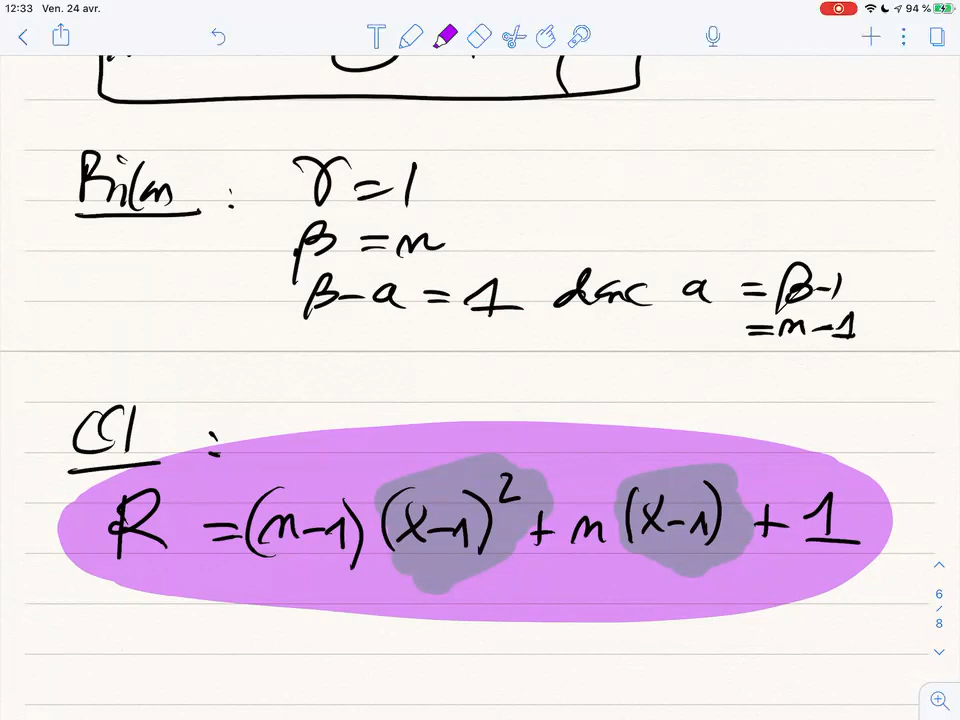 12:33 Ven. 24 avr.
94 %
T
Bilan : γ = 1
β = n
β - a = 1 donc a = β-1
= n-1
Cl :
R = (n-1) (X-1)² + n (X-1) + 1
6
/
8